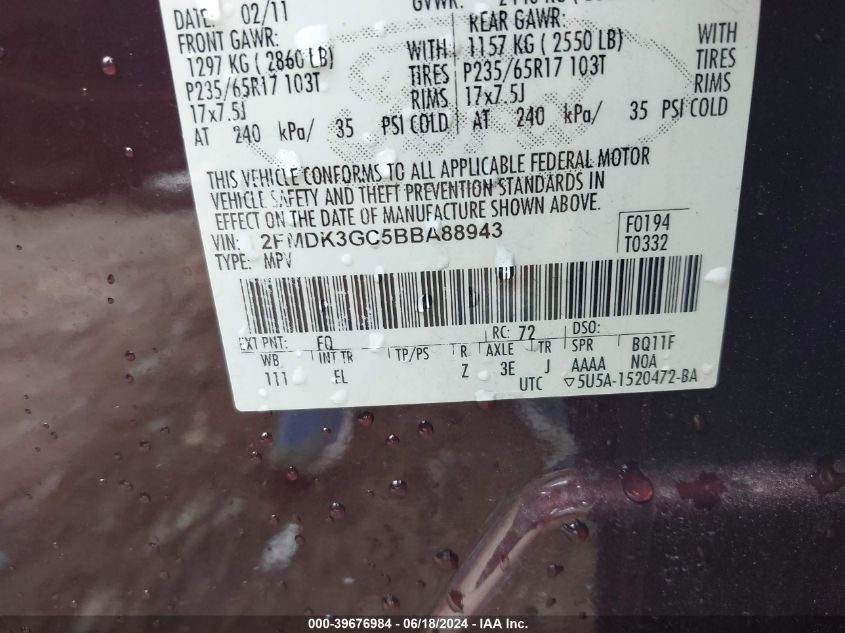 DATE: 02/11
GVWR:
FRONT GAWR:
REAR GAWR:
1297 KG ( 2860 LB) WITH 1157 KG ( 2550 LB) WITH
P235/65R17 103T TIRES P235/65R17 103T TIRES
17x7.5J RIMS 17x7.5J RIMS
AT 240 kPa/ 35 PSI COLD AT 240 kPa/ 35 PSI COLD
THIS VEHICLE CONFORMS TO ALL APPLICABLE FEDERAL MOTOR
VEHICLE SAFETY AND THEFT PREVENTION STANDARDS IN
EFFECT ON THE DATE OF MANUFACTURE SHOWN ABOVE.
VIN: 2FMDK3GC5BBA88943 F0194
TYPE: MPV T0332
EXT PNT: FQ RC: 72 DSO:
WB INT TR TP/PS R AXLE TR SPR BQ11F
111 EL Z 3E J AAAA N0A
UTC ▽5U5A-1520472-BA
000-39676984 / 06/18/2024 / IAA Inc.